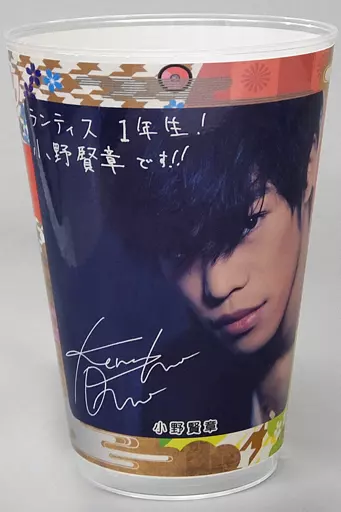 ランティス 1年生!
小野賢章です!!
Kensho
Ono
小野賢章